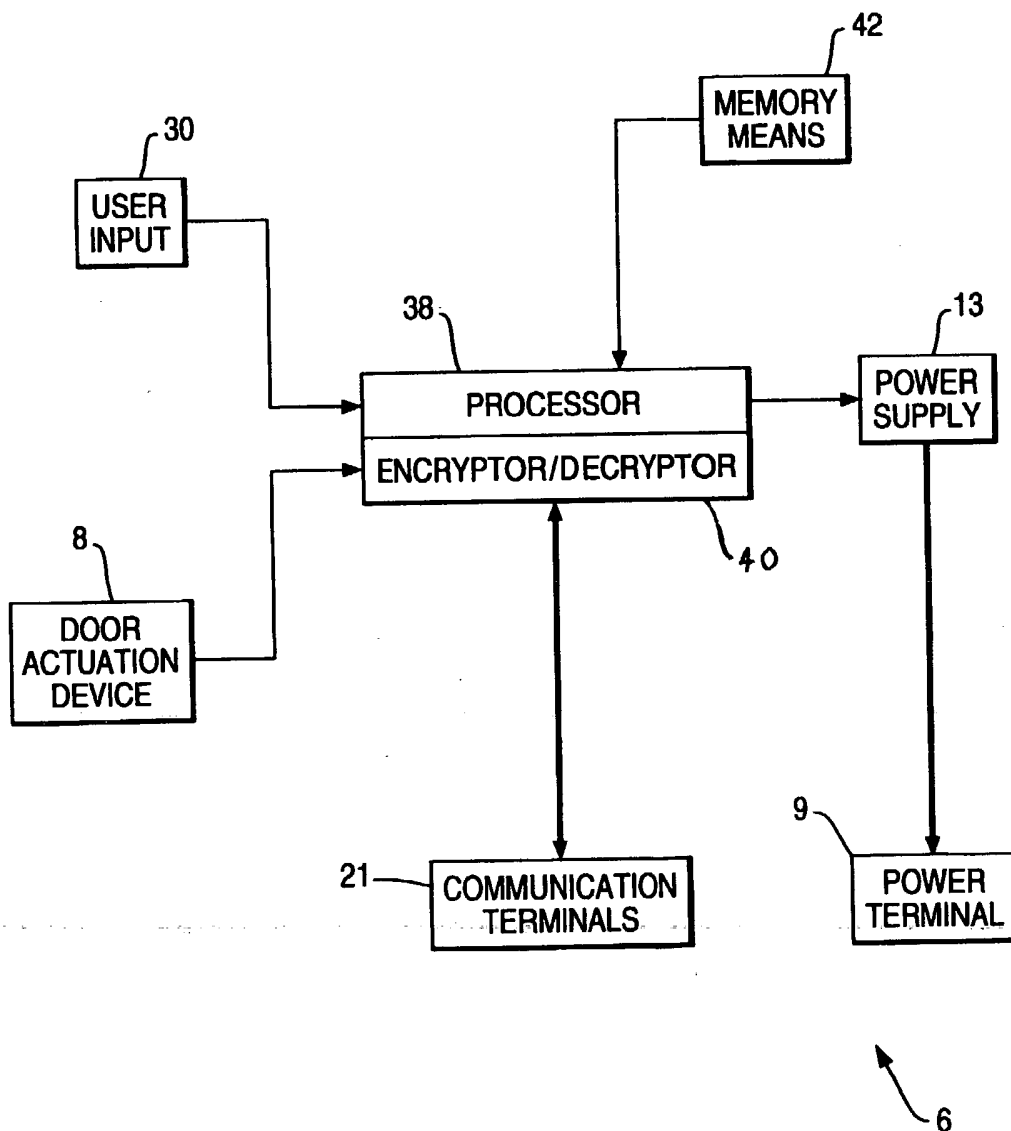 42
MEMORY
MEANS
30
USER
INPUT
38
13
PROCESSOR
POWER
SUPPLY
ENCRYPTOR/DECRYPTOR
8
40
DOOR
ACTUATION
DEVICE
9
21
COMMUNICATION
TERMINALS
POWER
TERMINAL
6